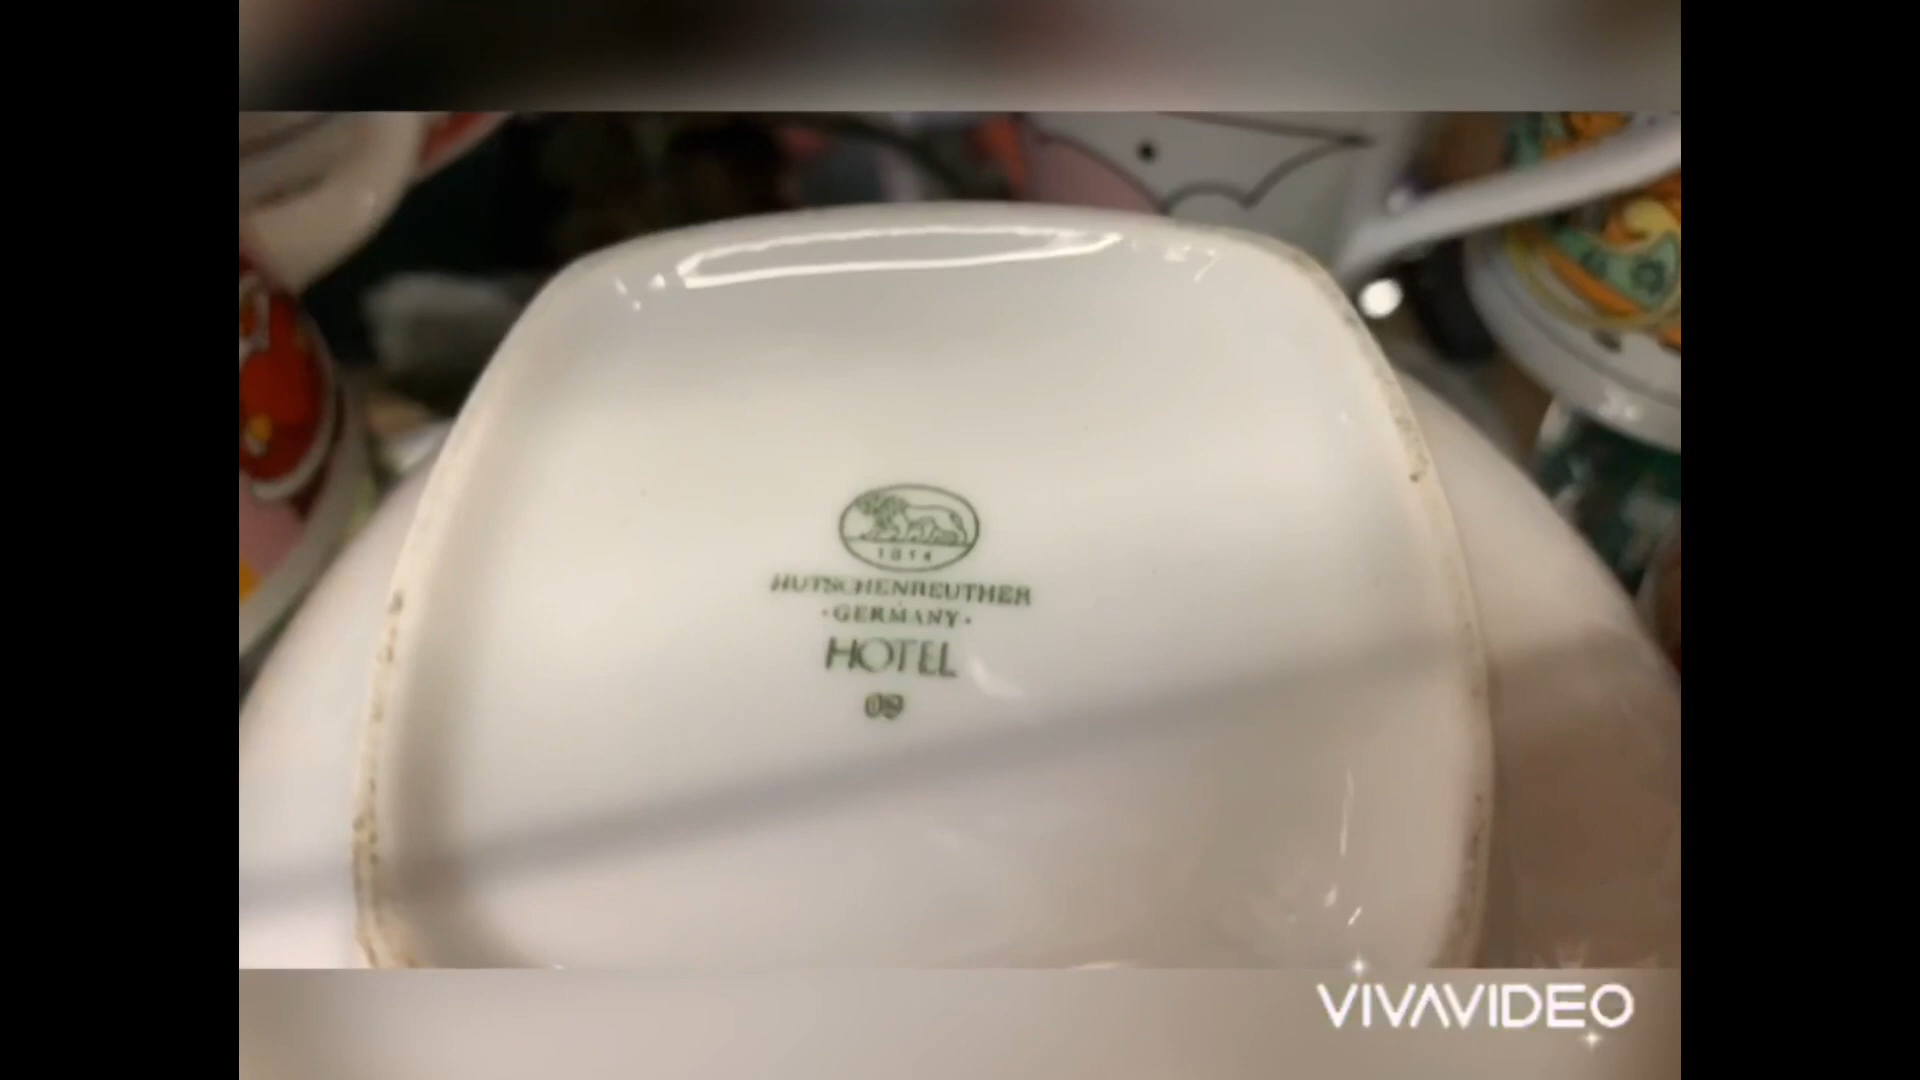 1814
HUTSCHENREUTHER
·GERMANY·
HOTEL
09
VIVAVIDEO